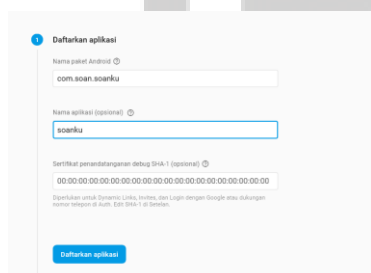 1 Daftarkan aplikasi
Nama paket Android ?
com.soan.soanku
Nama aplikasi (opsional) ?
soanku
Sertifikat penandatanganan debug SHA-1 (opsional) ?
00:00:00:00:00:00:00:00:00:00:00:00:00:00:00:00:00:00:00:00
Diperlukan untuk Dynamic Links, Invites, dan Login dengan Google atau dukungan
nomor telepon di Auth. Edit SHA-1 di Setelan.
Daftarkan aplikasi